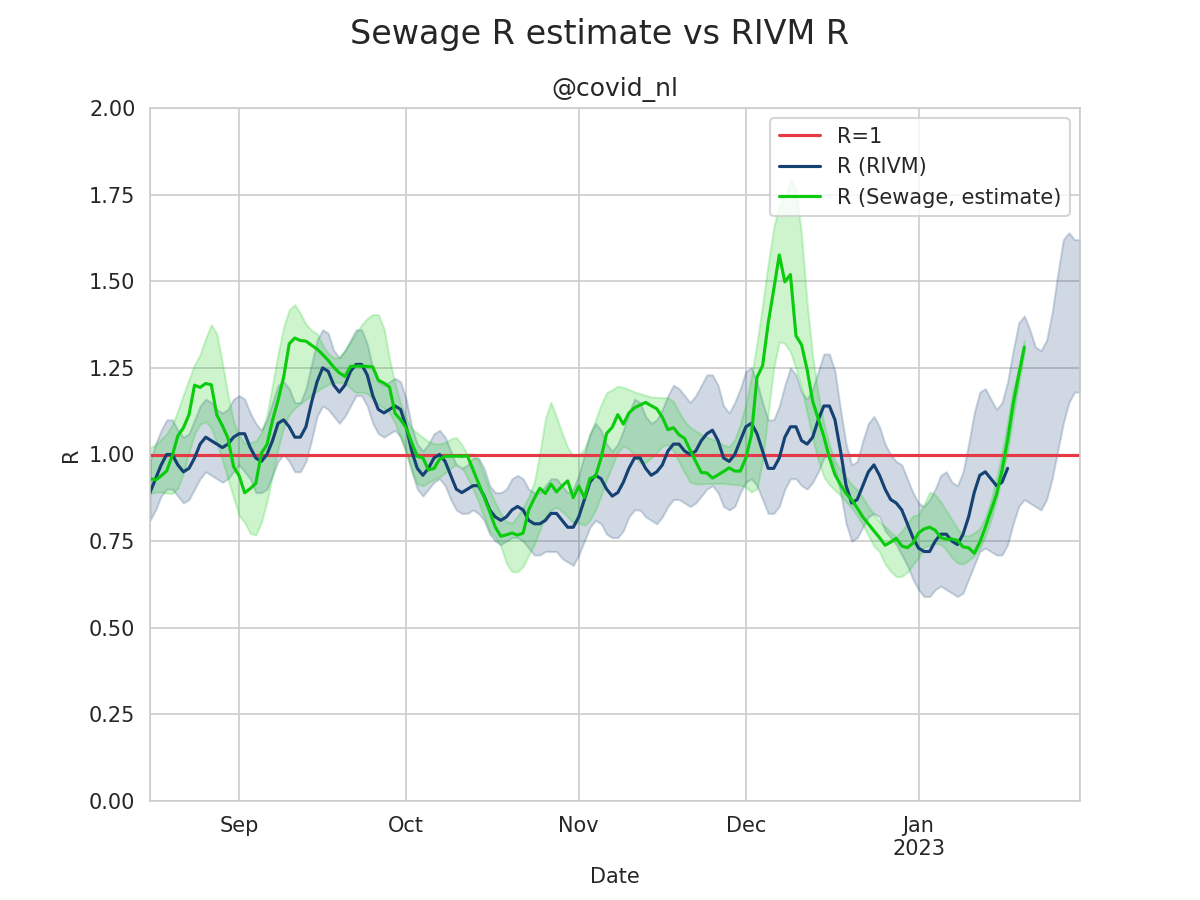 Sewage R estimate vs RIVM R
@covid_nl
R=1
R (RIVM)
R (Sewage, estimate)
2.00
1.75
1.50
1.25
1.00
0.75
0.50
0.25
0.00
R
Sep Oct Nov Dec Jan
2023
Date